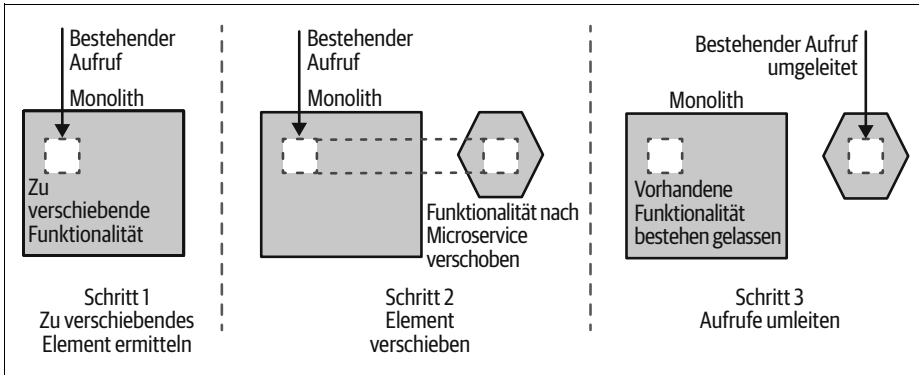 Bestehender
Aufruf
Monolith
Zu
verschiebende
Funktionalität
Schritt 1
Zu verschiebendes
Element ermitteln
Bestehender
Aufruf
Monolith
Funktionalität nach
Microservice
verschoben
Schritt 2
Element
verschieben
Bestehender Aufruf
umgeleitet
Monolith
Vorhandene
Funktionalität
bestehen gelassen
Schritt 3
Aufrufe umleiten